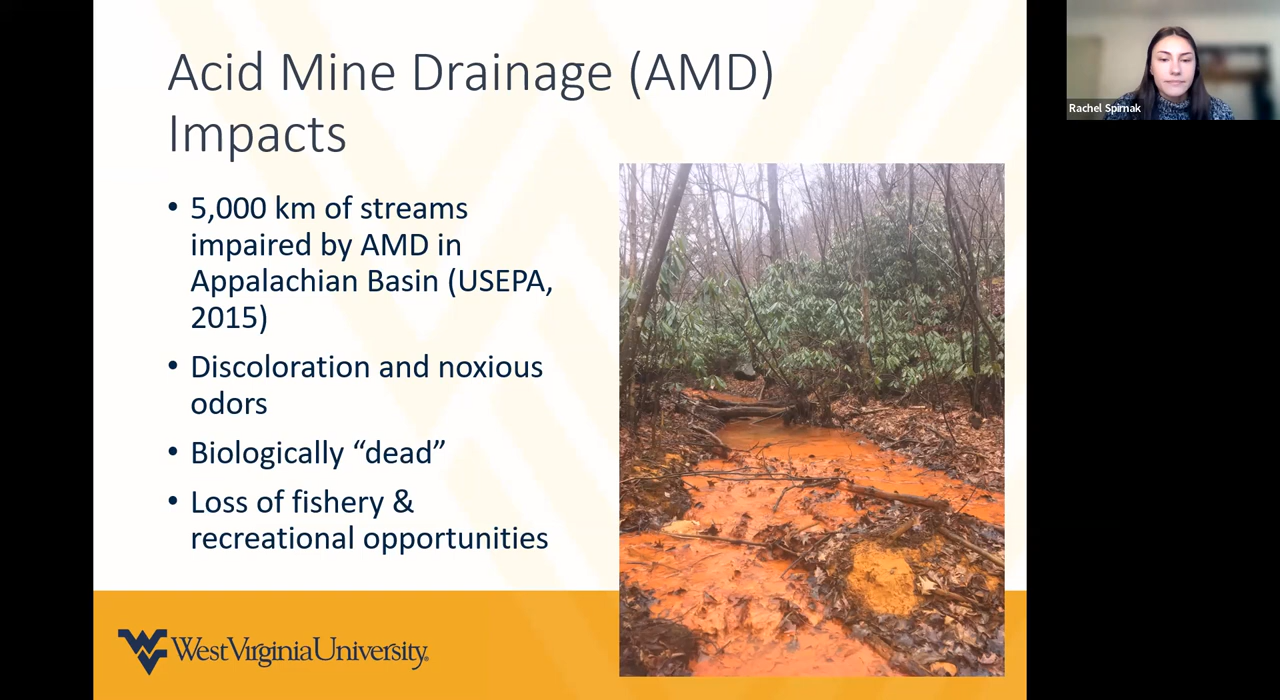 Acid Mine Drainage (AMD)
Impacts
• 5,000 km of streams
impaired by AMD in
Appalachian Basin (USEPA,
2015)
• Discoloration and noxious
odors
• Biologically “dead”
• Loss of fishery &
recreational opportunities
West Virginia University.
Rachel Spirnak